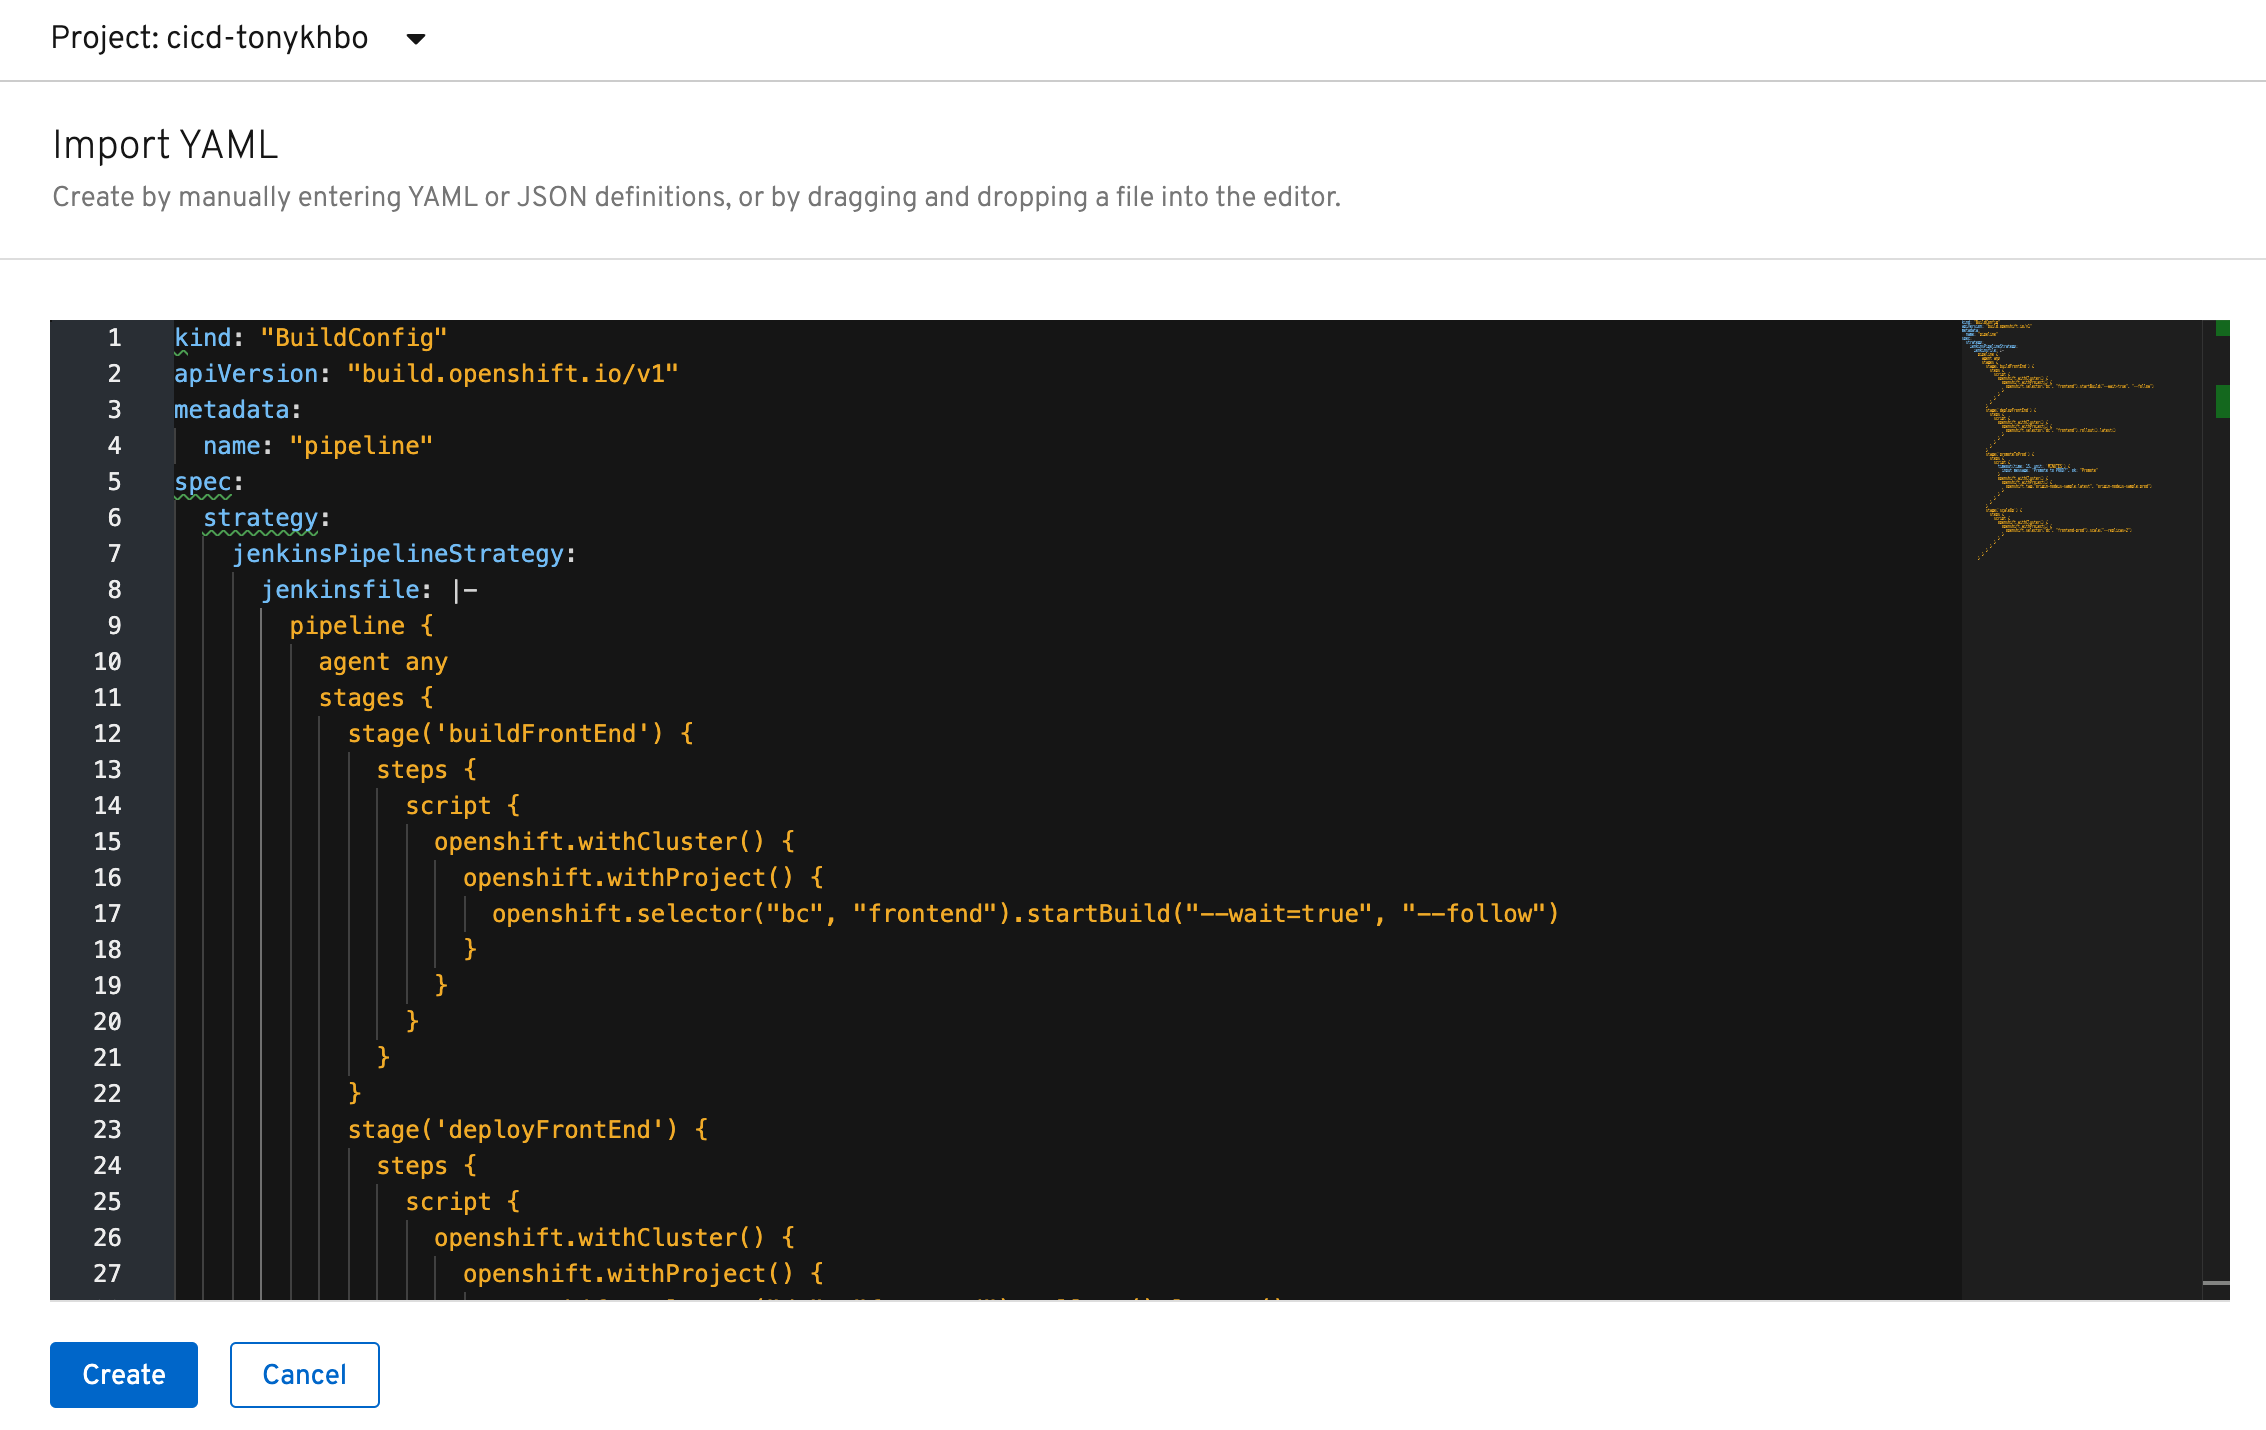 Project: cicd-tonykhbo
Import YAML
Create by manually entering YAML or JSON definitions, or by dragging and dropping a file into the editor.
1 kind: "BuildConfig"
2 apiVersion: "build.openshift.io/v1"
3 metadata:
4   name: "pipeline"
5 spec:
6   strategy:
7     jenkinsPipelineStrategy:
8       jenkinsfile: |-
9         pipeline {
10           agent any
11           stages {
12             stage('buildFrontEnd') {
13               steps {
14                 script {
15                   openshift.withCluster() {
16                     openshift.withProject() {
17                       openshift.selector("bc", "frontend").startBuild("--wait=true", "--follow")
18                     }
19                   }
20                 }
21               }
22             }
23             stage('deployFrontEnd') {
24               steps {
25                 script {
26                   openshift.withCluster() {
27                     openshift.withProject() {
Create Cancel